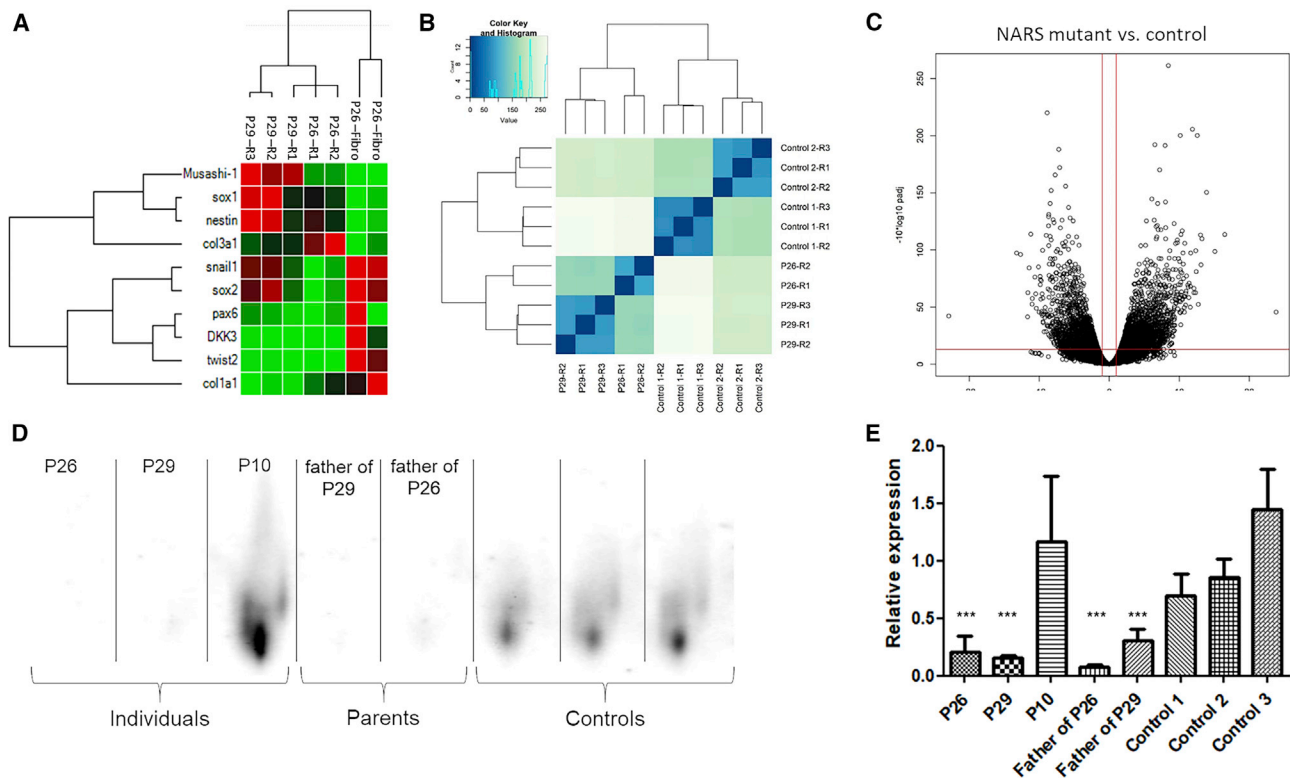 A
P29-R3
P29-R2
P29-R1
P26-R1
P26-R2
P26-Fibro
P26-Fibro
Musashi-1
sox1
nestin
col3a1
snail1
sox2
pax6
DKK3
twist2
col1a1
B
Color Key
and Histogram
Count
0 4 8 12
0 50 150 250
Value
Control 2-R3
Control 2-R1
Control 2-R2
Control 1-R3
Control 1-R1
Control 1-R2
P26-R2
P26-R1
P29-R3
P29-R1
P29-R2
P29-R2
P29-R1
P29-R3
P26-R1
P26-R2
Control 1-R2
Control 1-R1
Control 1-R3
Control 2-R2
Control 2-R1
Control 2-R3
C
NARS mutant vs. control
-10*log10 padj
250
200
150
100
50
0
0
D
P26
P29
P10
father of
P29
father of
P26
Individuals
Parents
Controls
E
Relative expression
2.0
1.5
1.0
0.5
0.0
***
***
***
***
P26
P29
P10
Father of P26
Father of P29
Control 1
Control 2
Control 3